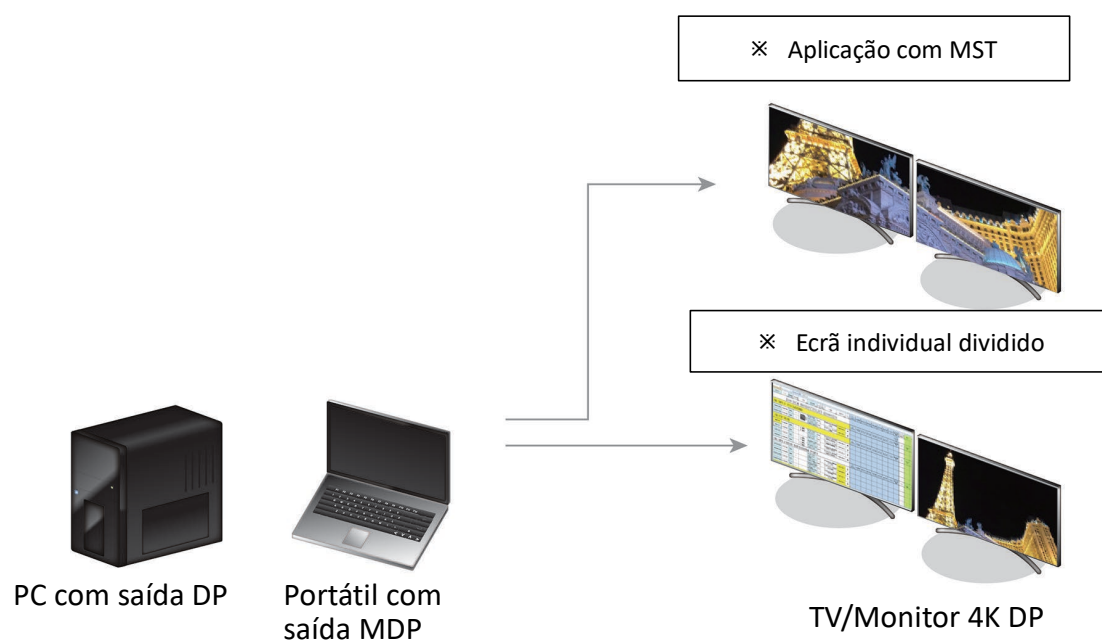 ※ Aplicação com MST
※ Ecrã individual dividido
PC com saída DP
Portátil com
saída MDP
TV/Monitor 4K DP